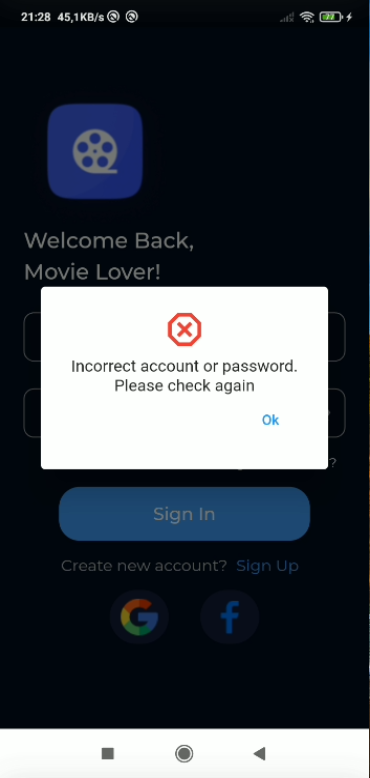 21:28 45,1KB/s
Welcome Back,
Movie Lover!
Incorrect account or password.
Please check again
Ok
?
Sign In
Create new account? Sign Up